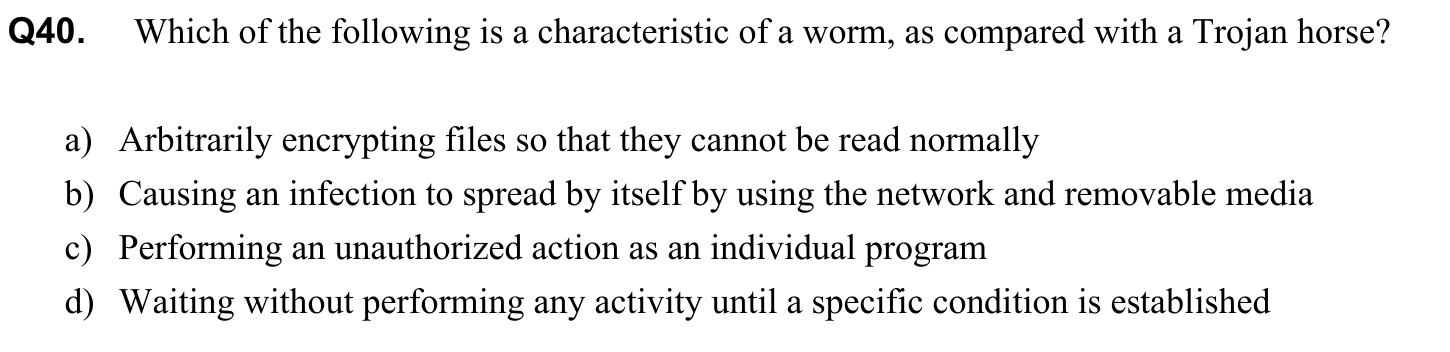 Q40. Which of the following is a characteristic of a worm, as compared with a Trojan horse?
a) Arbitrarily encrypting files so that they cannot be read normally
b) Causing an infection to spread by itself by using the network and removable media
c) Performing an unauthorized action as an individual program
d) Waiting without performing any activity until a specific condition is established